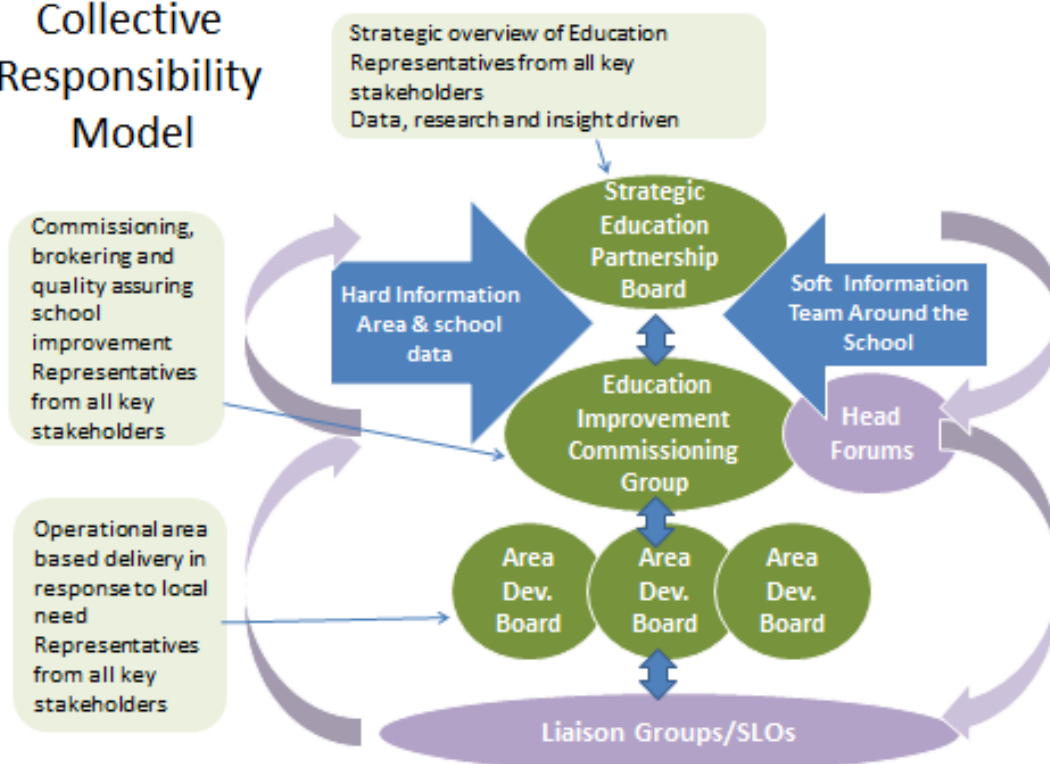 Collective
Responsibility
Model
Strategic overview of Education
Representatives from all key
stakeholders
Data, research and insight driven
Commissioning,
brokering and
quality assuring
school
improvement
Representatives
from all key
stakeholders
Operational area
based delivery in
response to local
need
Representatives
from all key
stakeholders
Strategic
Education
Partnership
Board
Hard Information
Area & school
data
Soft Information
Team Around the
School
Education
Improvement
Commissioning
Group
Head
Forums
Area
Dev.
Board
Area
Dev.
Board
Area
Dev.
Board
Liaison Groups/SLOs